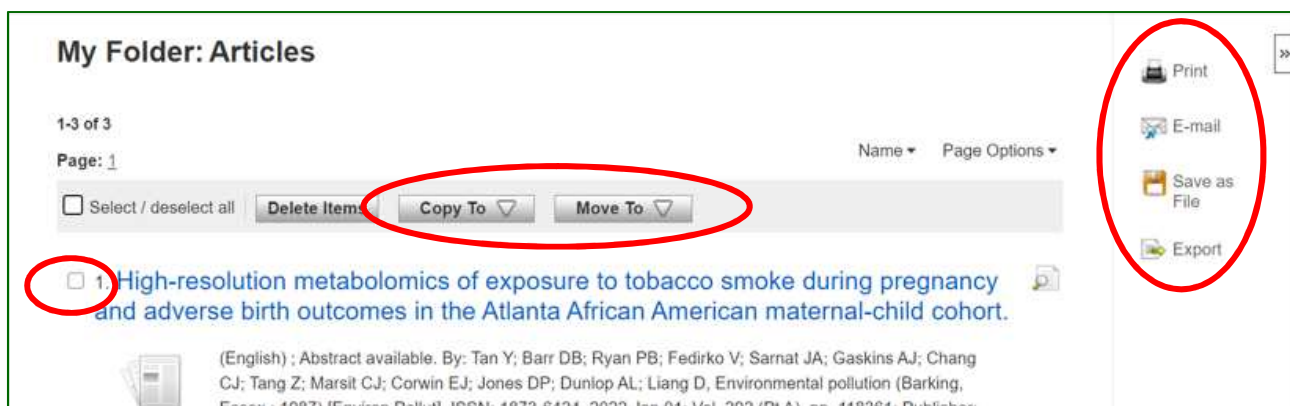 My Folder: Articles
1-3 of 3
Page: 1
Name Page Options
Select / deselect all Delete Items Copy To Move To
1. High-resolution metabolomics of exposure to tobacco smoke during pregnancy
and adverse birth outcomes in the Atlanta African American maternal-child cohort.
(English) ; Abstract available. By: Tan Y; Barr DB; Ryan PB; Fedirko V; Sarnat JA; Gaskins AJ; Chang
CJ; Tang Z; Marsit CJ; Corwin EJ; Jones DP; Dunlop AL; Liang D, Environmental pollution (Barking,
Print
E-mail
Save as
File
Export
»